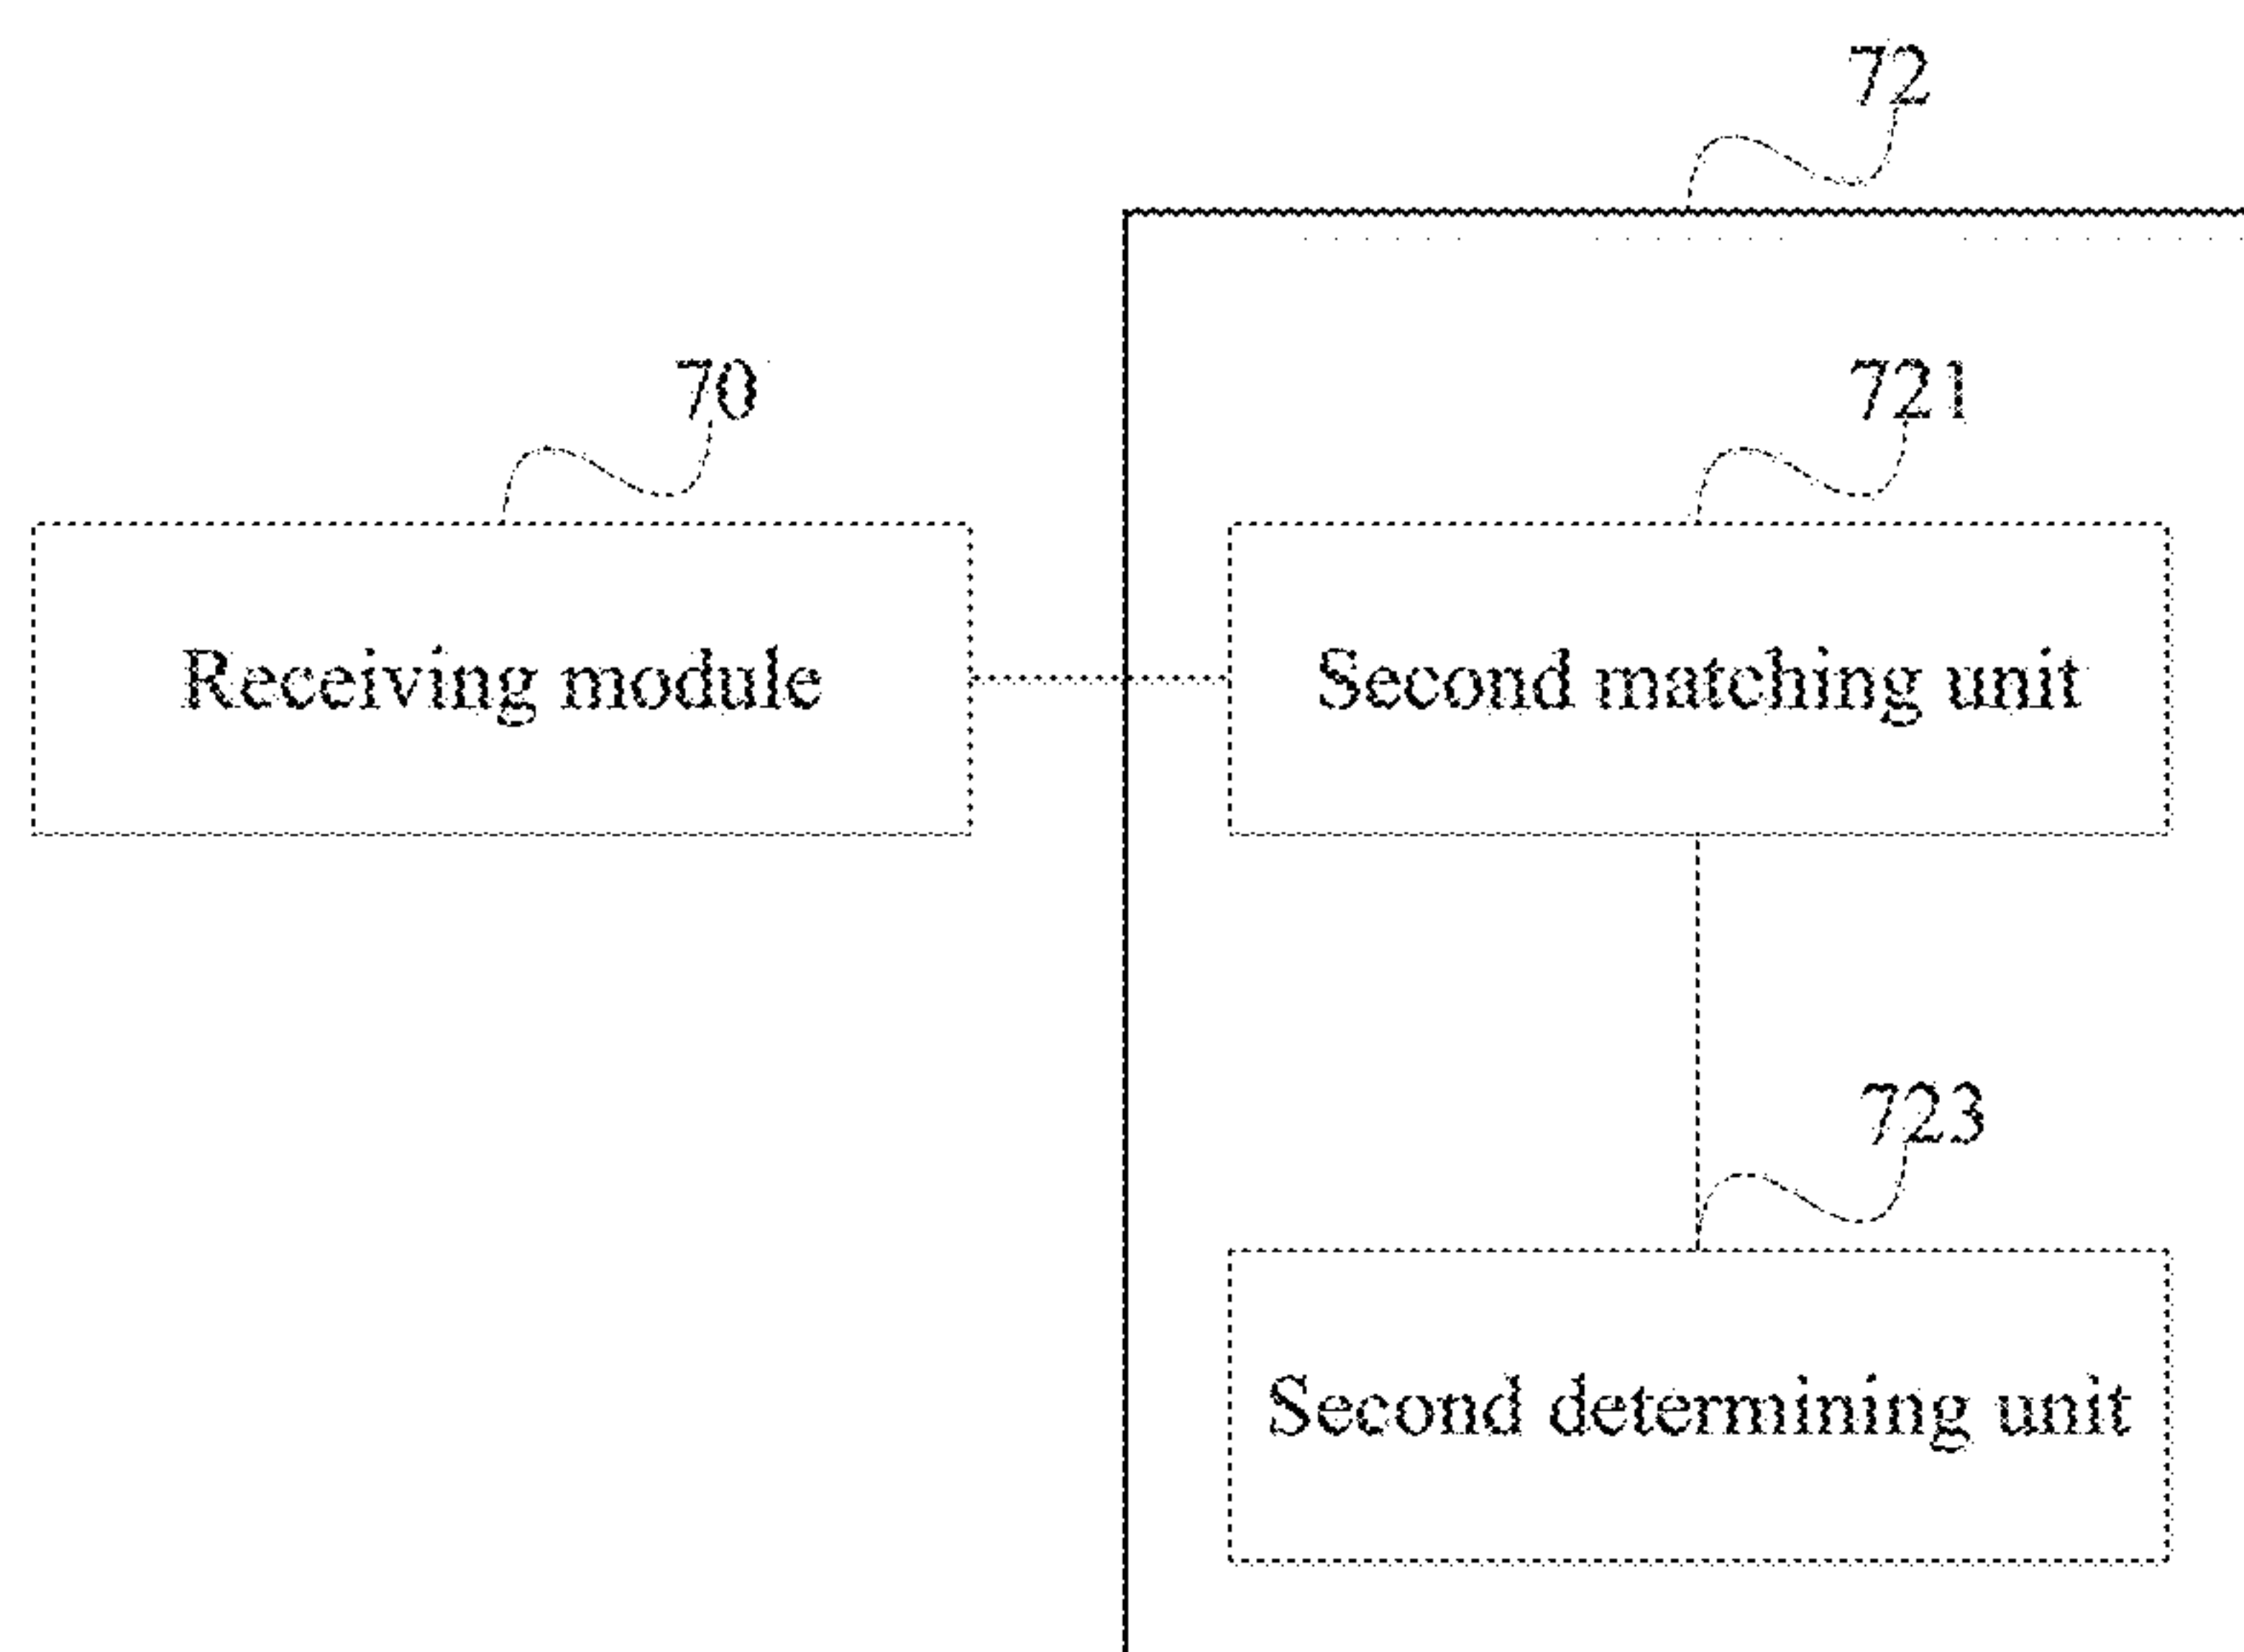 72
70
721
Receiving module
Second matching unit
723
Second determining unit